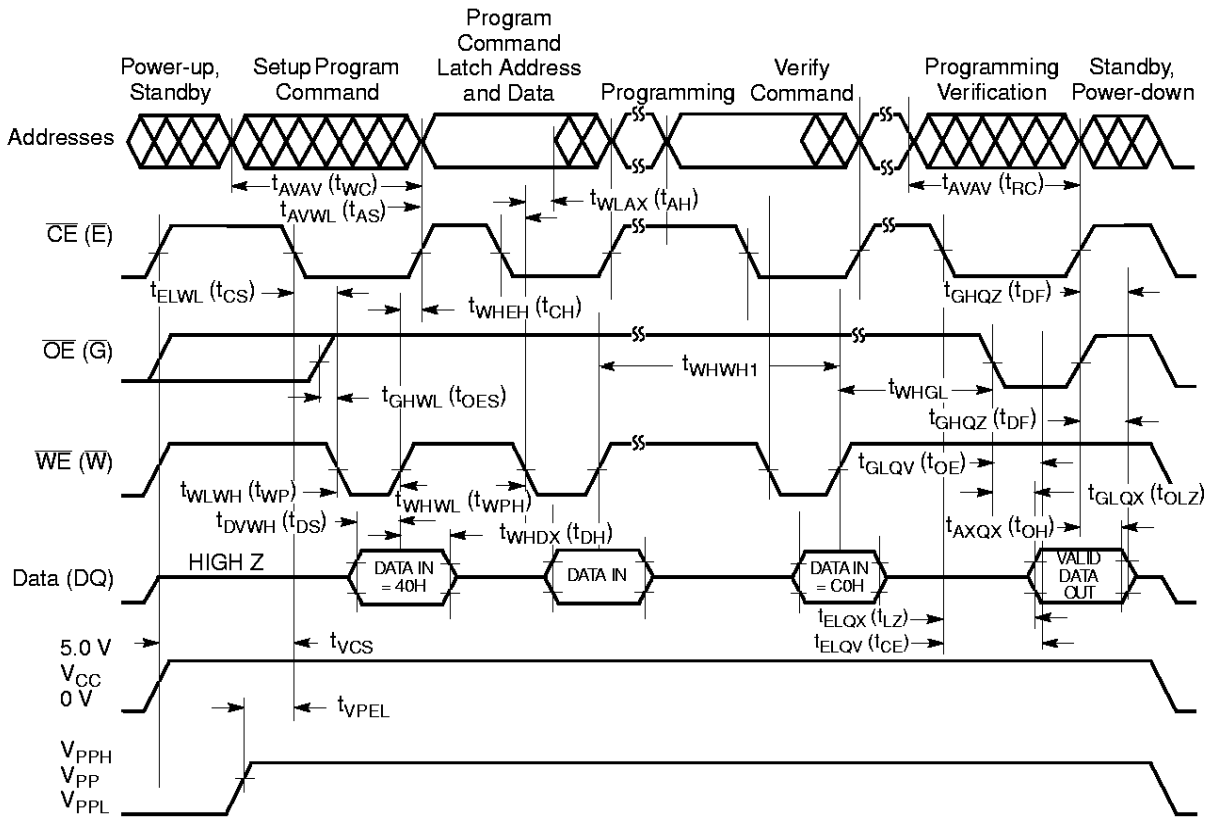 Power-up,
Standby
Setup Program
Command
Program
Command
Latch Address
and Data
Programming
Verify
Command
Programming
Verification
Standby,
Power-down
Addresses
tAVAV (tWC)
tAVWL (tAS)
tWLAX (tAH)
tAVAV (tRC)
CE (E)
tELWL (tCS)
tWHEH (tCH)
tGHQZ (tDF)
OE (G)
tWHWH1
tWHGL
tGHWL (tOES)
tGHQZ (tDF)
WE (W)
tGLQV (tOE)
tWLWH (tWP)
tWHWL (tWPH)
tGLQX (tOLZ)
tDVWH (tDS)
tWHDX (tDH)
tAXQX (tOH)
Data (DQ)
HIGH Z
DATA IN
= 40H
DATA IN
DATA IN
= C0H
VALID
DATA
OUT
tELQX (tLZ)
tELQV (tCE)
5.0 V
VCC
0 V
tVCS
tVPEL
VPPH
VPP
VPPL